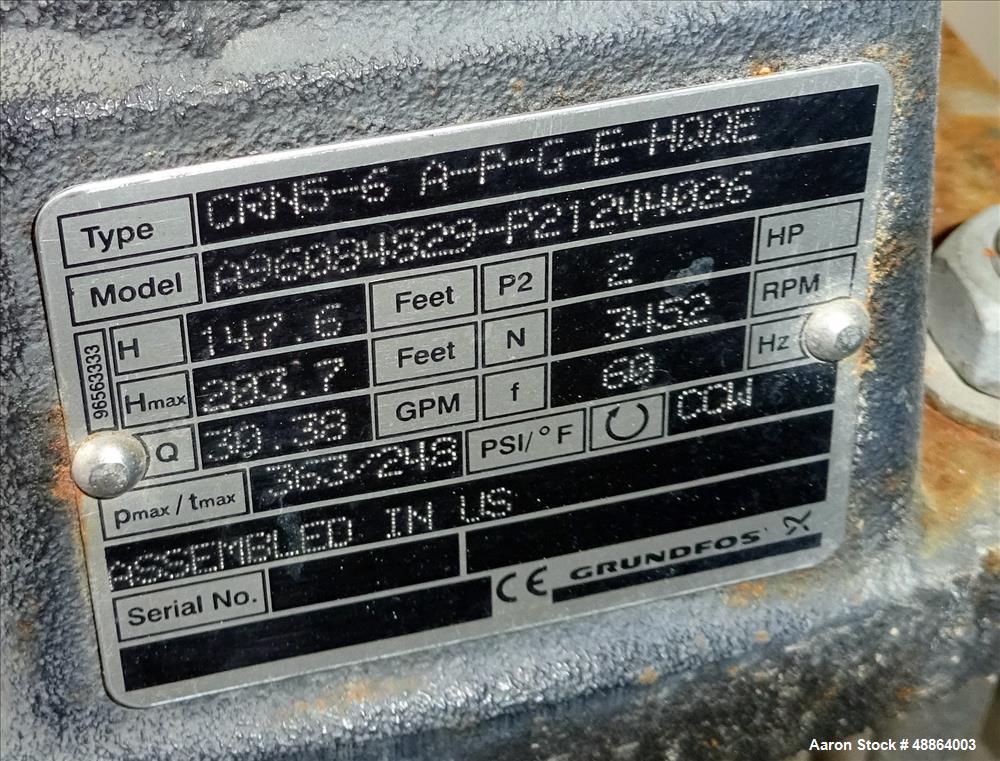 Type CRN5-6 A-P-G-E-HQQE
Model A96084829-P21244026
96563333
H 147.6 Feet P2 2 HP
Hmax 203.7 Feet N 3452 RPM
Q 30.38 GPM f 60 Hz
pmax / tmax 363/248 PSI/°F CCW
ASSEMBLED IN US
Serial No.
CE GRUNDFOS
Aaron Stock # 48864003